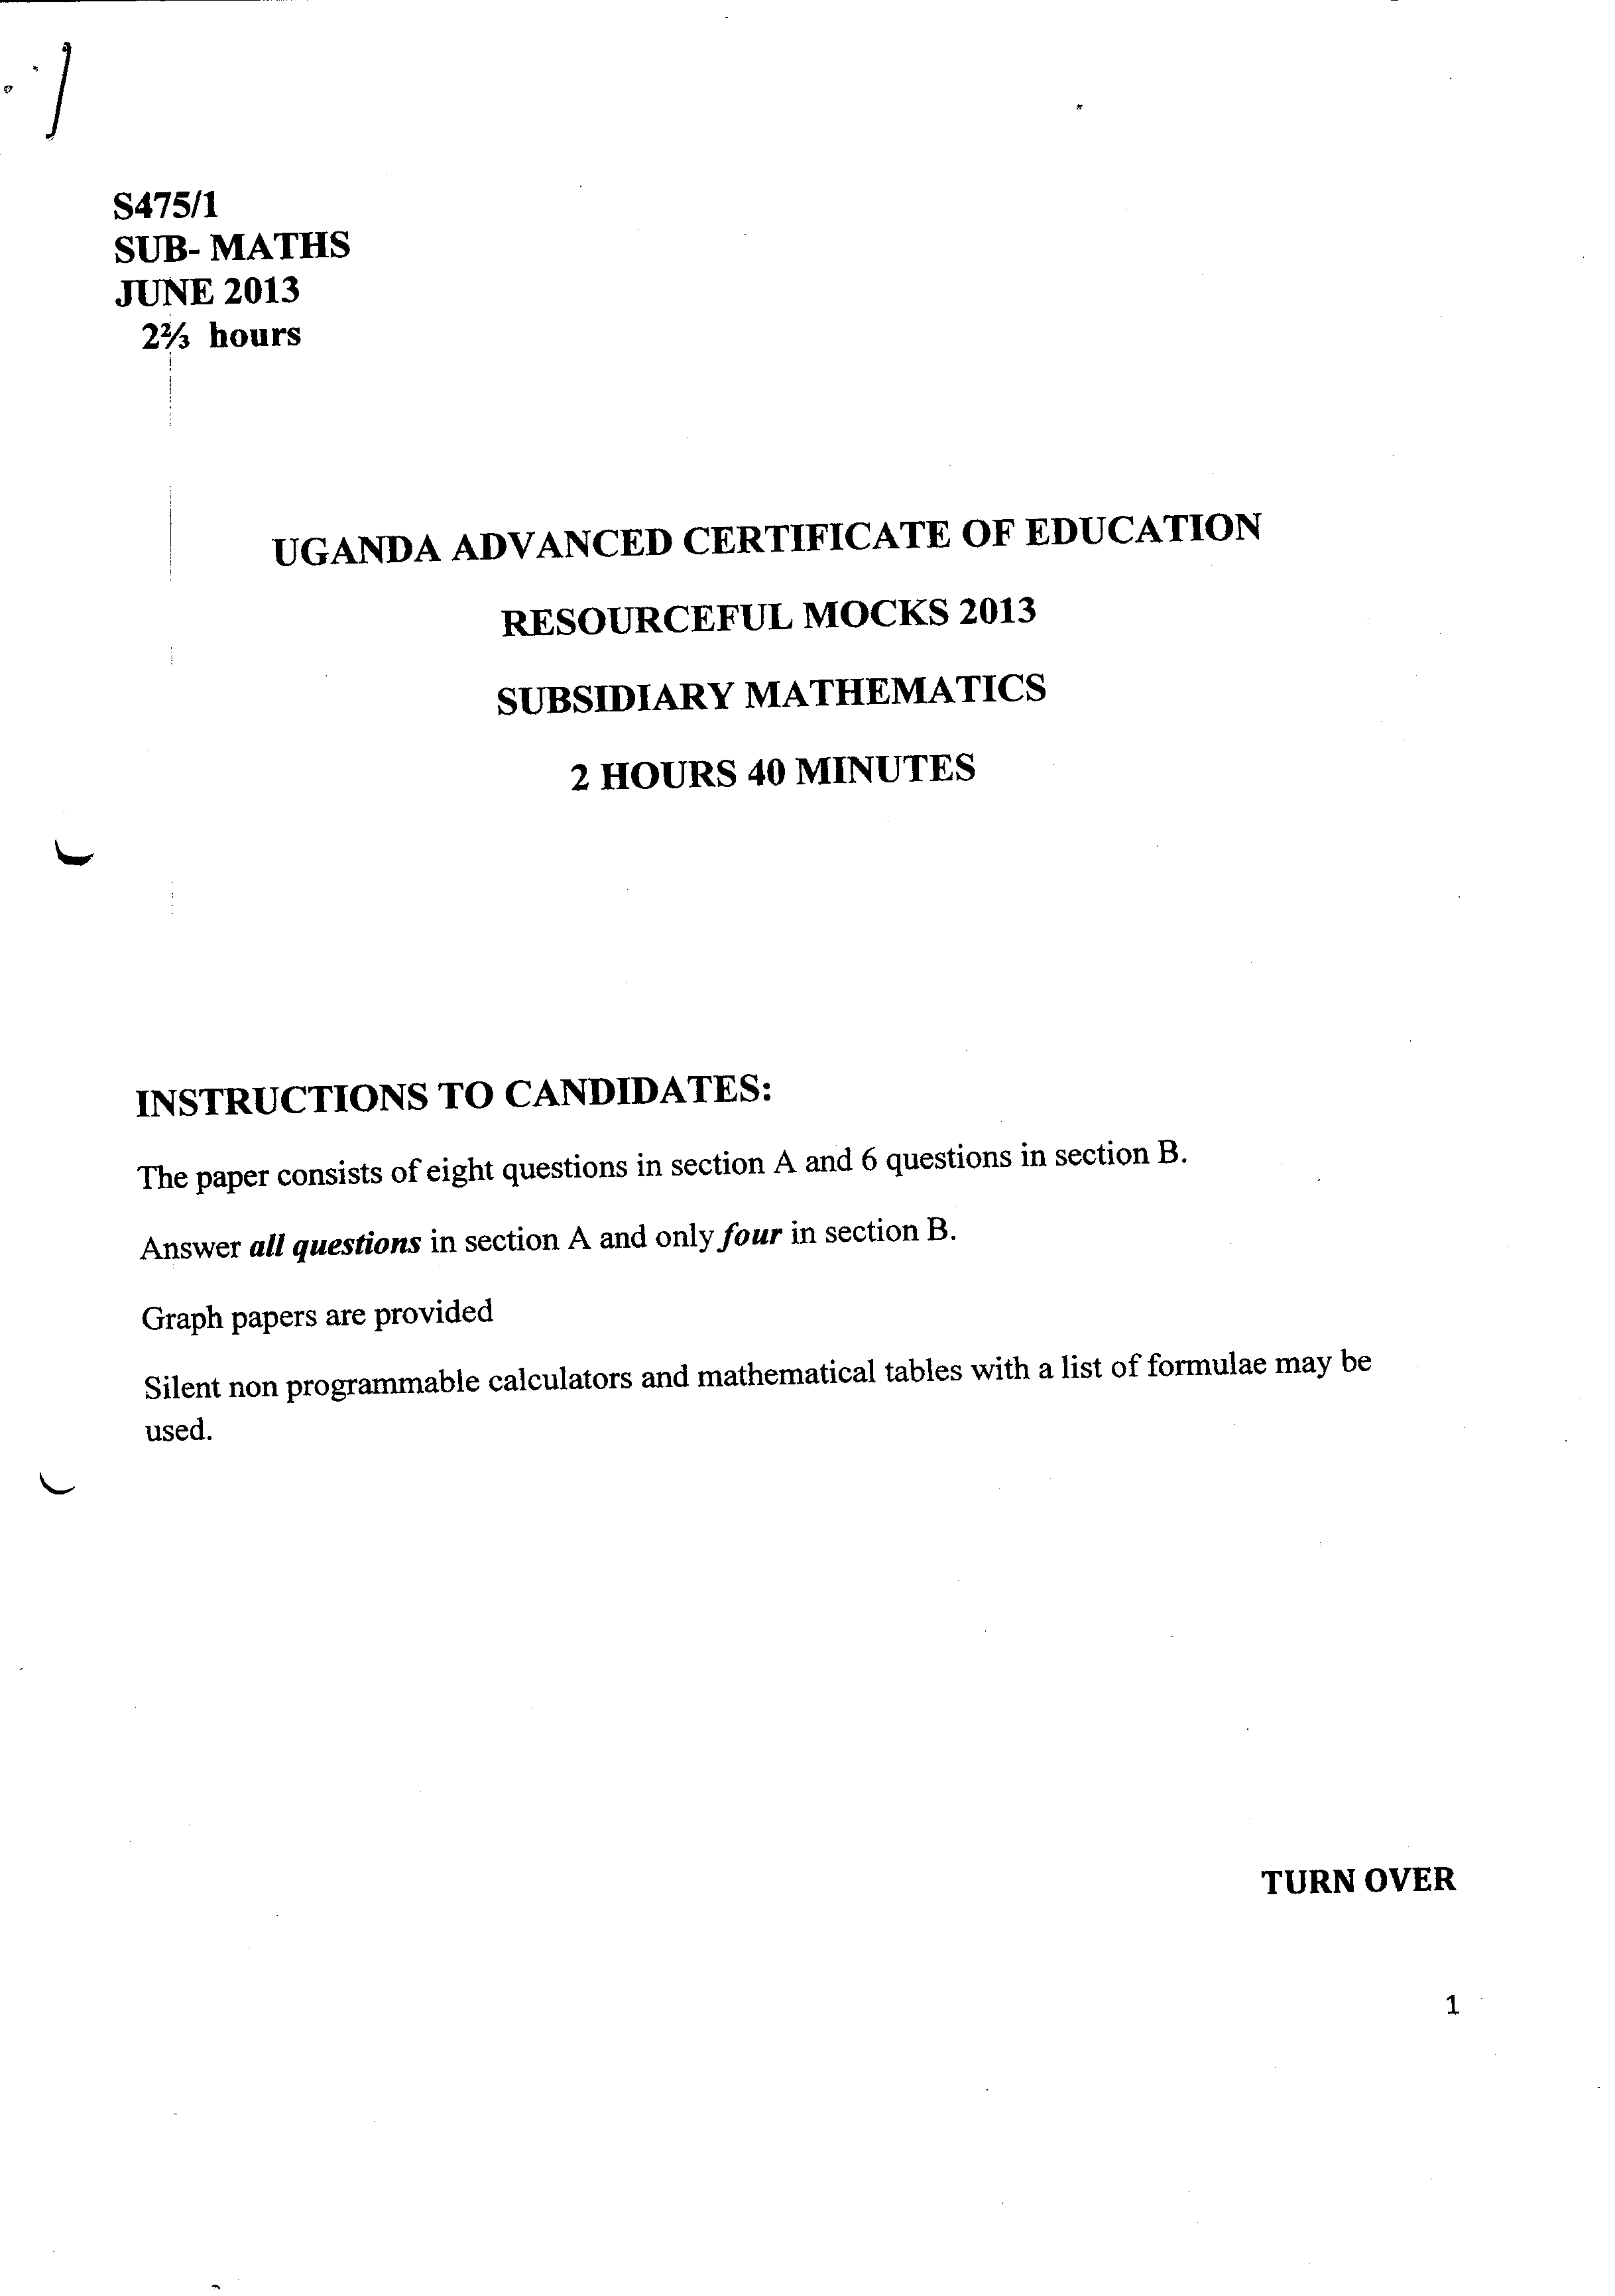 S475/1
SUB- MATHS
JUNE 2013
2⅔ hours
UGANDA ADVANCED CERTIFICATE OF EDUCATION
RESOURCEFUL MOCKS 2013
SUBSIDIARY MATHEMATICS
2 HOURS 40 MINUTES
INSTRUCTIONS TO CANDIDATES:
The paper consists of eight questions in section A and 6 questions in section B.
Answer all questions in section A and only four in section B.
Graph papers are provided
Silent non programmable calculators and mathematical tables with a list of formulae may be
used.
TURN OVER
1